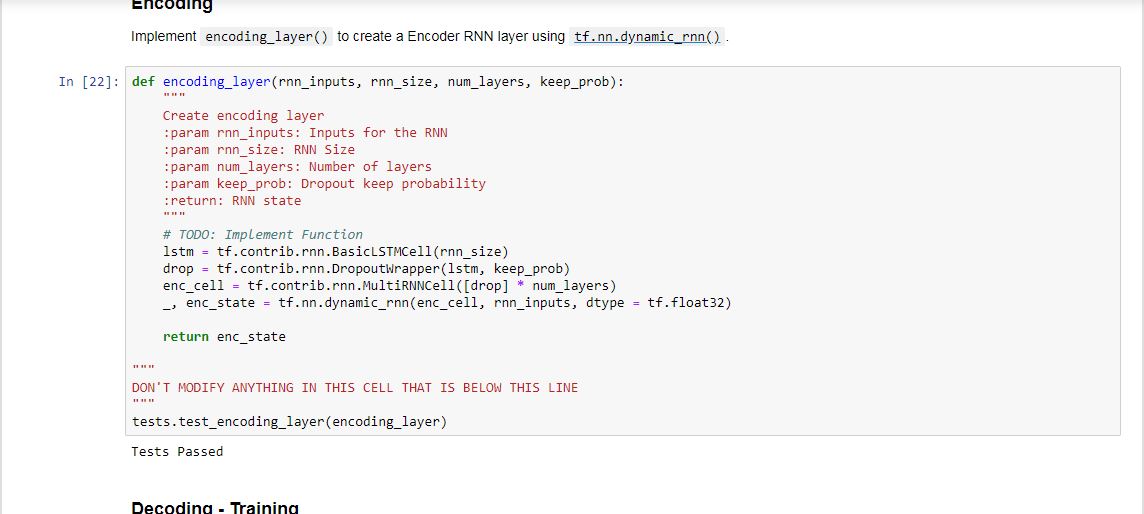 Encoding
Implement encoding_layer() to create a Encoder RNN layer using tf.nn.dynamic_rnn().
In [22]: def encoding_layer(rnn_inputs, rnn_size, num_layers, keep_prob):
"""
Create encoding layer
:param rnn_inputs: Inputs for the RNN
:param rnn_size: RNN Size
:param num_layers: Number of layers
:param keep_prob: Dropout keep probability
:return: RNN state
"""
# TODO: Implement Function
lstm = tf.contrib.rnn.BasicLSTMCell(rnn_size)
drop = tf.contrib.rnn.DropoutWrapper(lstm, keep_prob)
enc_cell = tf.contrib.rnn.MultiRNNCell([drop] * num_layers)
_, enc_state = tf.nn.dynamic_rnn(enc_cell, rnn_inputs, dtype = tf.float32)
return enc_state
"""
DON'T MODIFY ANYTHING IN THIS CELL THAT IS BELOW THIS LINE
"""
tests.test_encoding_layer(encoding_layer)
Tests Passed
Decoding - Training